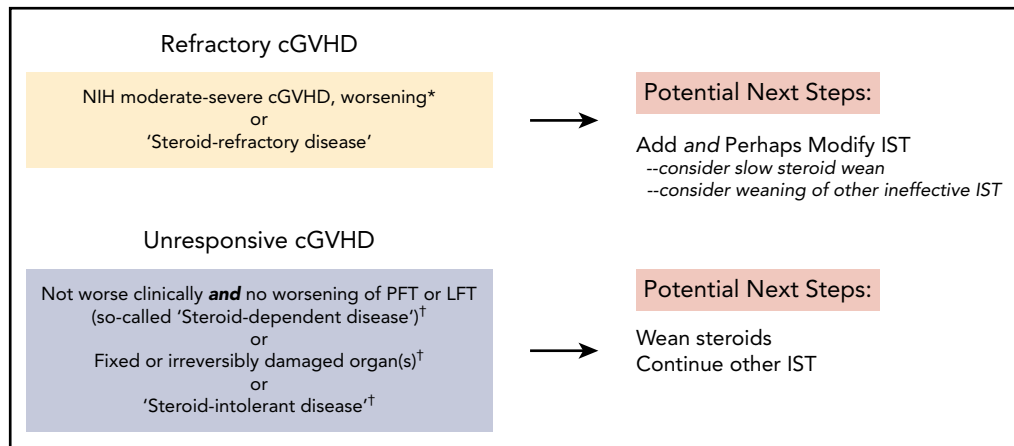 Refractory cGVHD
NIH moderate-severe cGVHD, worsening*
or
‘Steroid-refractory disease’
Potential Next Steps:
Add and Perhaps Modify IST
--consider slow steroid wean
--consider weaning of other ineffective IST
Unresponsive cGVHD
Not worse clinically and no worsening of PFT or LFT
(so-called ‘Steroid-dependent disease’)†
or
Fixed or irreversibly damaged organ(s)†
or
‘Steroid-intolerant disease’†
Potential Next Steps:
Wean steroids
Continue other IST